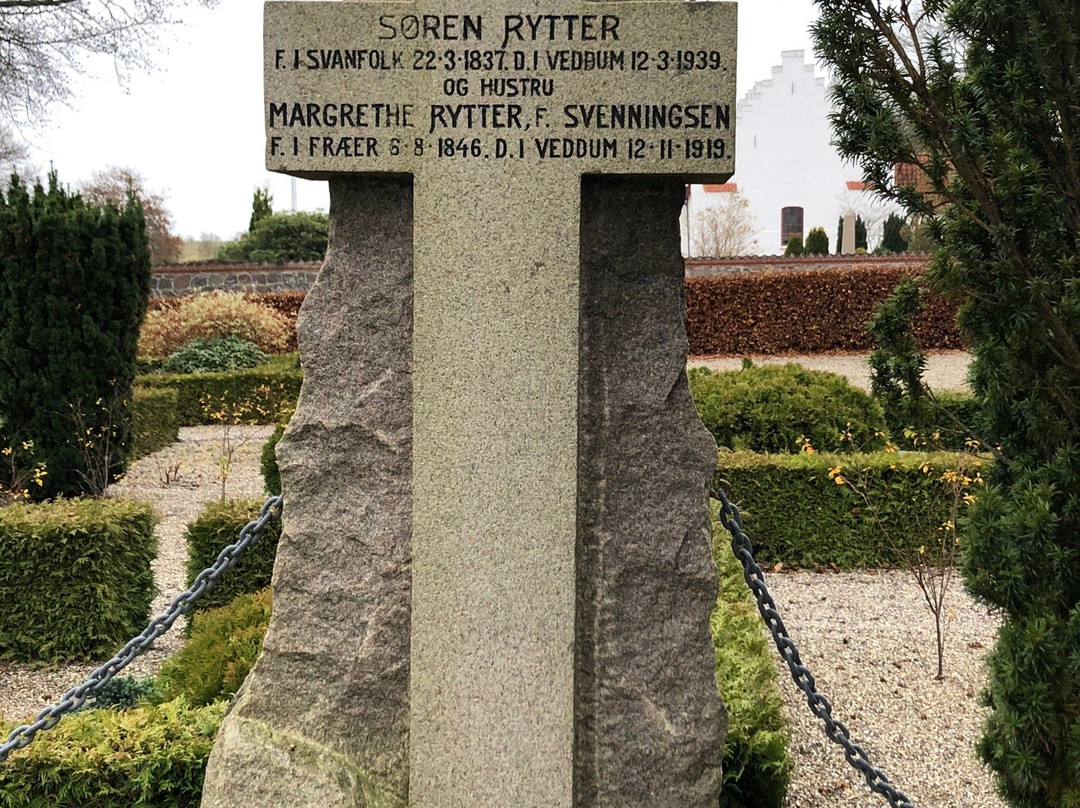 SØREN RYTTER
F. I SVANFOLK 22·3·1837. D. I VEDDUM 12·3·1939.
OG HUSTRU
MARGRETHE RYTTER, F. SVENNINGSEN
F. I FRÆER 6·8·1846. D. I VEDDUM 12·11·1919.